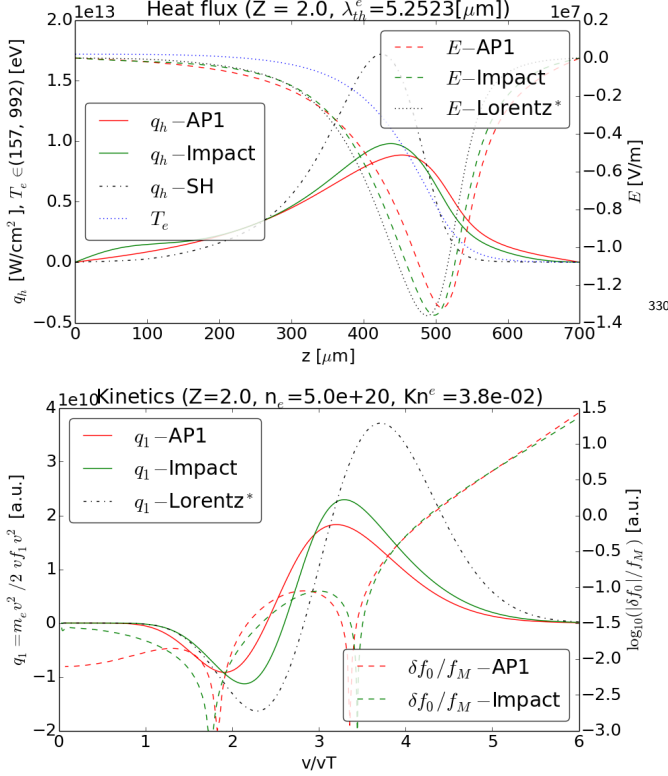 Heat flux (Z = 2.0, λ_th^e=5.2523[μm])
1e13
1e7
2.0
1.5
1.0
0.5
0.0
−0.5
q_h [W/cm² ], T_e ∈(157, 992) [eV]
q_h−AP1
q_h−Impact
q_h−SH
T_e
E−AP1
E−Impact
E−Lorentz*
0.2
0.0
−0.2
−0.4
−0.6
−0.8
−1.0
−1.2
−1.4
E [V/m]
0 100 200 300 400 500 600 700
z [μm]
330
Kinetics (Z=2.0, n_e=5.0e+20, Kn^e =3.8e-02)
1e10
4
3
2
1
0
−1
−2
q_1 = m_e v² /2 v f_1 v² [a.u.]
q_1−AP1
q_1−Impact
q_1−Lorentz*
δf_0/f_M −AP1
δf_0/f_M −Impact
1.5
1.0
0.5
0.0
−0.5
−1.0
−1.5
−2.0
−2.5
−3.0
log10(|δf_0|/f_M) [a.u.]
0 1 2 3 4 5 6
v/vT